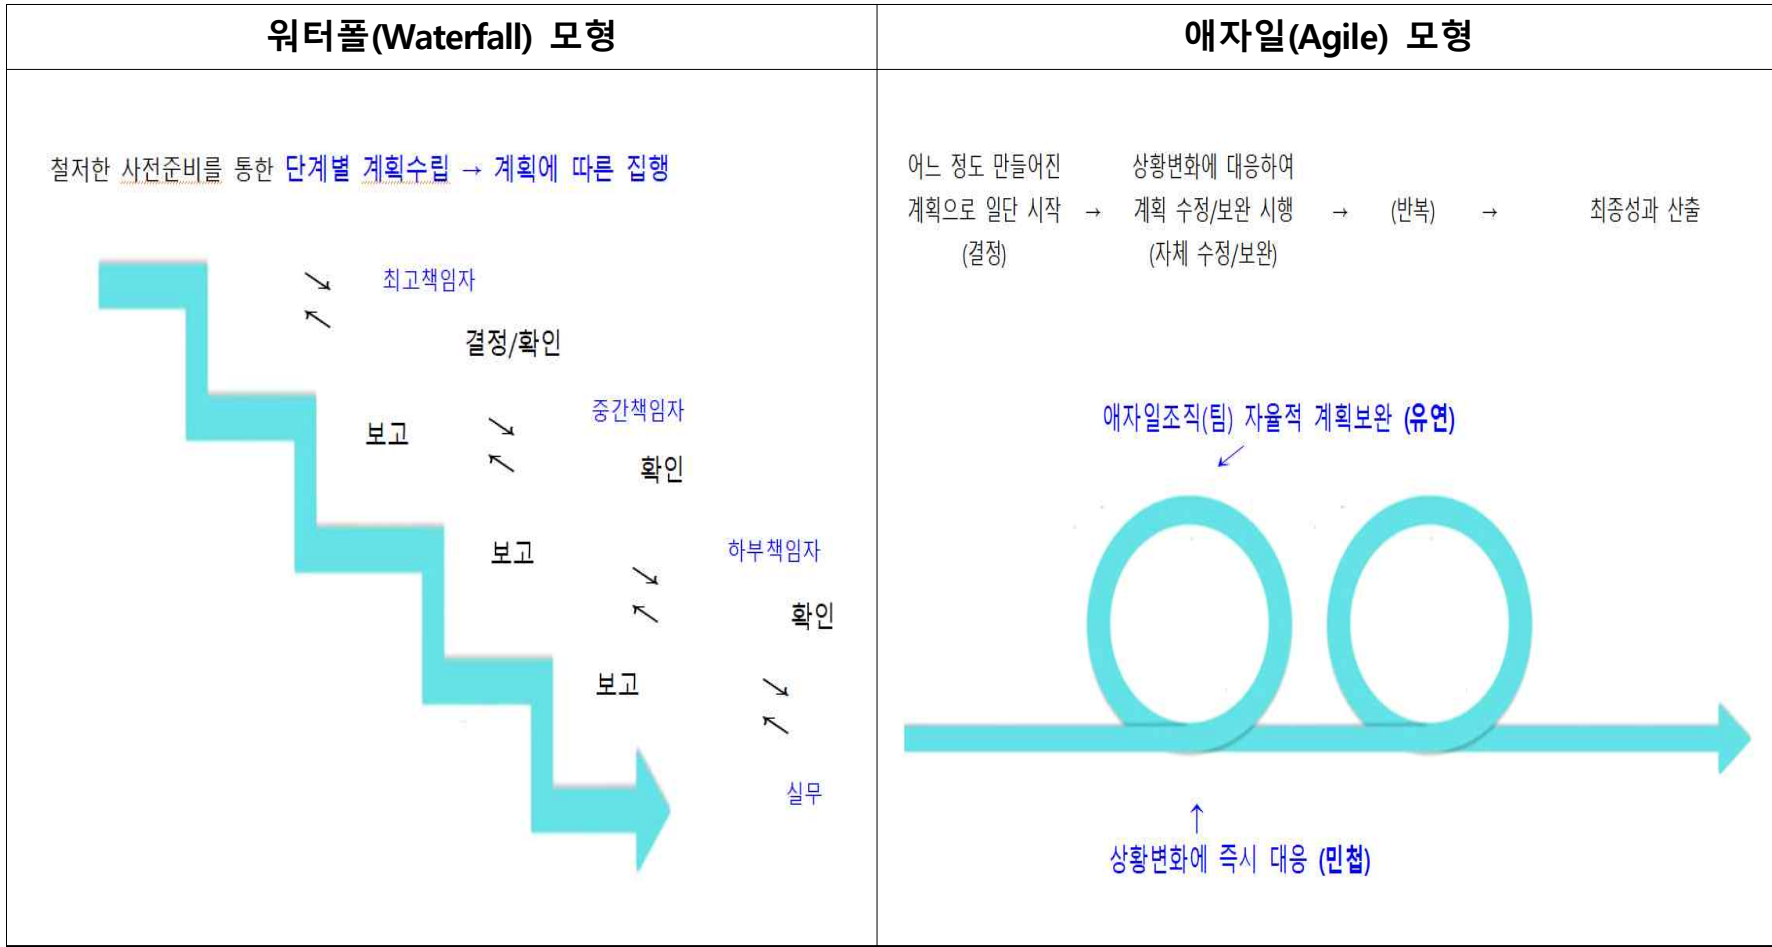 워터폴(Waterfall) 모형
철저한 사전준비를 통한 단계별 계획수립 → 계획에 따른 집행
최고책임자
결정/확인
중간책임자
보고
확인
보고
하부책임자
확인
보고
실무
애자일(Agile) 모형
어느 정도 만들어진 상황변화에 대응하여
계획으로 일단 시작 → 계획 수정/보완 시행 → (반복) → 최종성과 산출
(결정) (자체 수정/보완)
애자일조직(팀) 자율적 계획보완 (유연)
상황변화에 즉시 대응 (민첩)